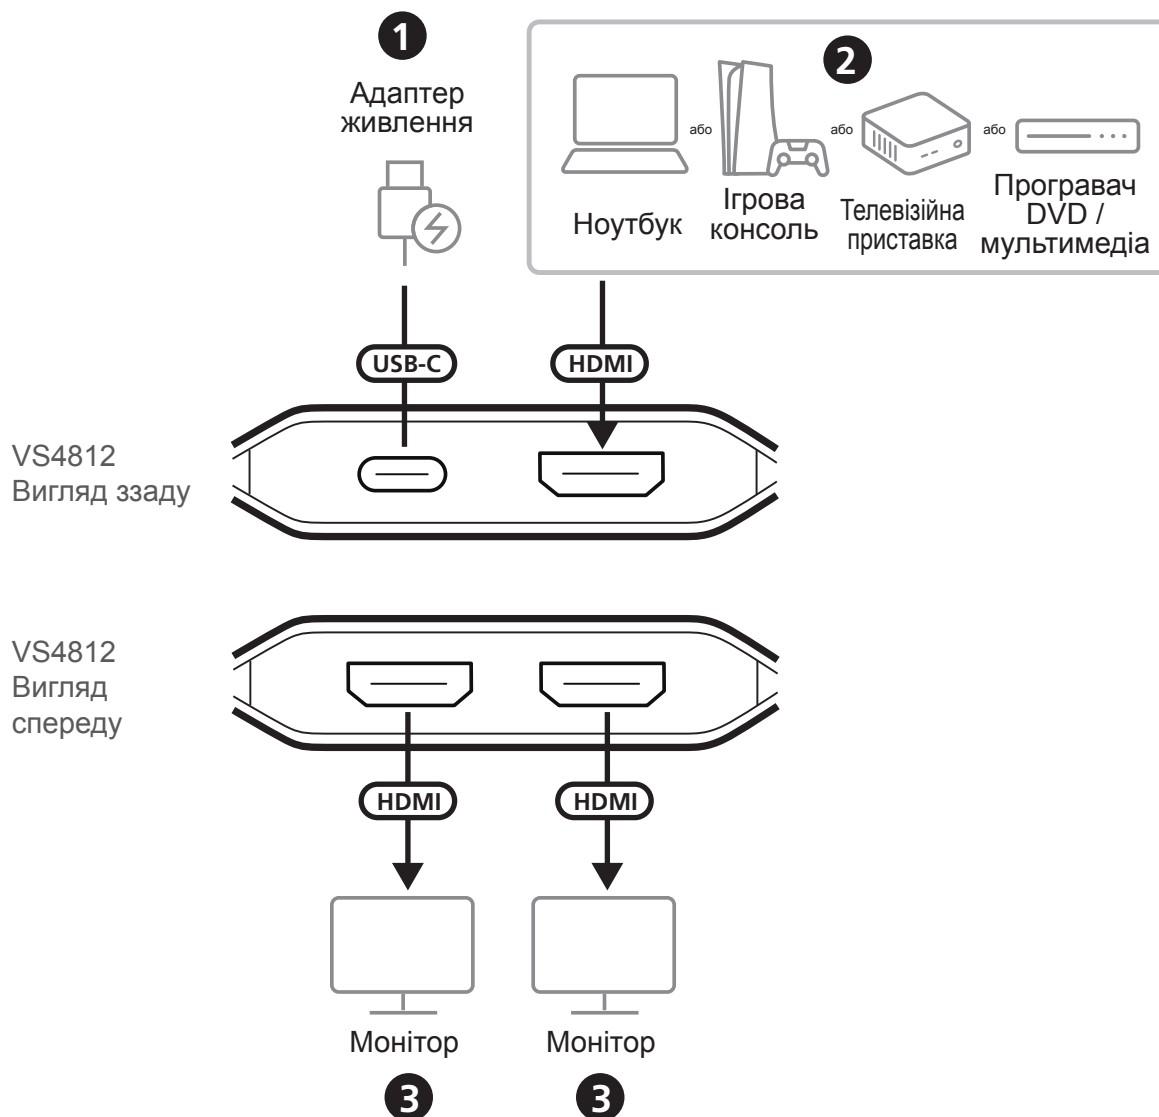 1
Адаптер
живлення
2
або
або
або
Ноутбук
Ігрова
консоль
Телевізійна
приставка
Програвач
DVD /
мультимедіа
USB-C
HDMI
VS4812
Вигляд ззаду
VS4812
Вигляд
спереду
HDMI
HDMI
Монітор
Монітор
3
3